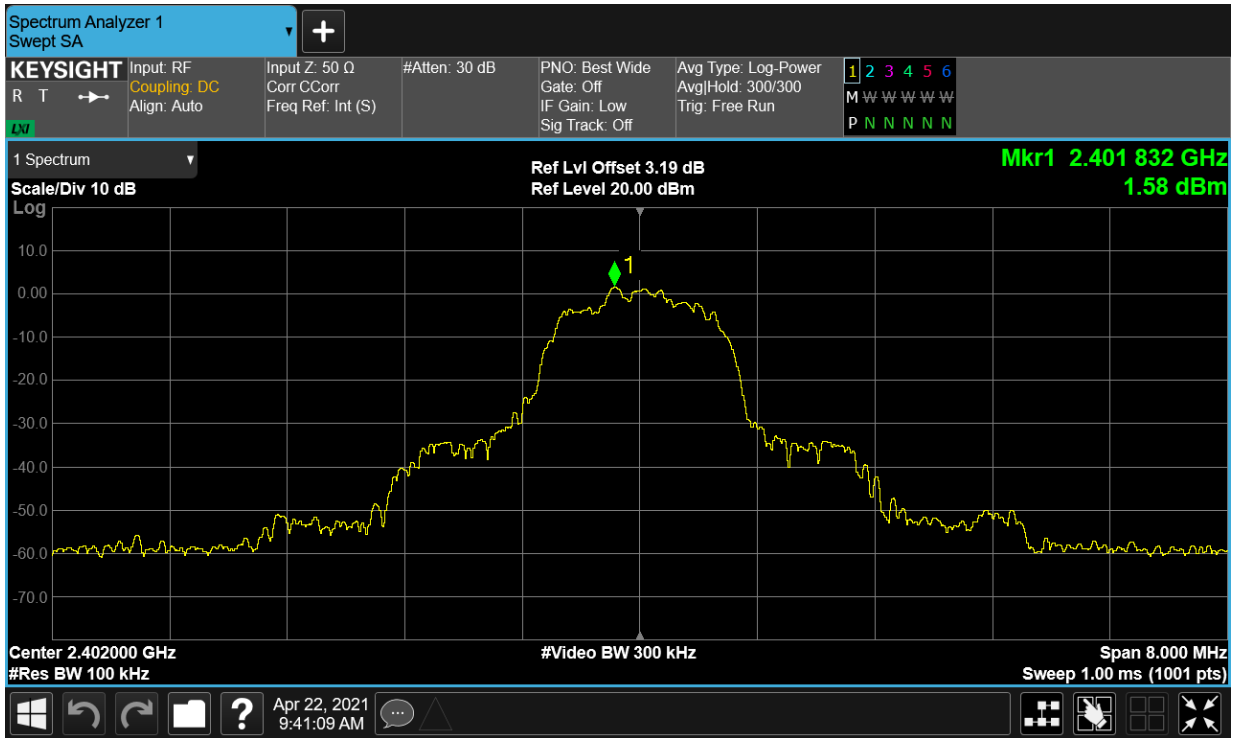 Spectrum Analyzer 1
Swept SA
KEYSIGHT
R T
LXI
Input: RF
Coupling: DC
Align: Auto
Input Z: 50 Ω
Corr CCorr
Freq Ref: Int (S)
#Atten: 30 dB
PNO: Best Wide
Gate: Off
IF Gain: Low
Sig Track: Off
Avg Type: Log-Power
Avg|Hold: 300/300
Trig: Free Run
1 2 3 4 5 6
M W W W W W
P N N N N N
1 Spectrum
Scale/Div 10 dB
Log
Ref Lvl Offset 3.19 dB
Ref Level 20.00 dBm
Mkr1 2.401 832 GHz
1.58 dBm
10.0
1
0.00
-10.0
-20.0
-30.0
-40.0
-50.0
-60.0
-70.0
Center 2.402000 GHz
#Res BW 100 kHz
#Video BW 300 kHz
Span 8.000 MHz
Sweep 1.00 ms (1001 pts)
?
Apr 22, 2021
9:41:09 AM